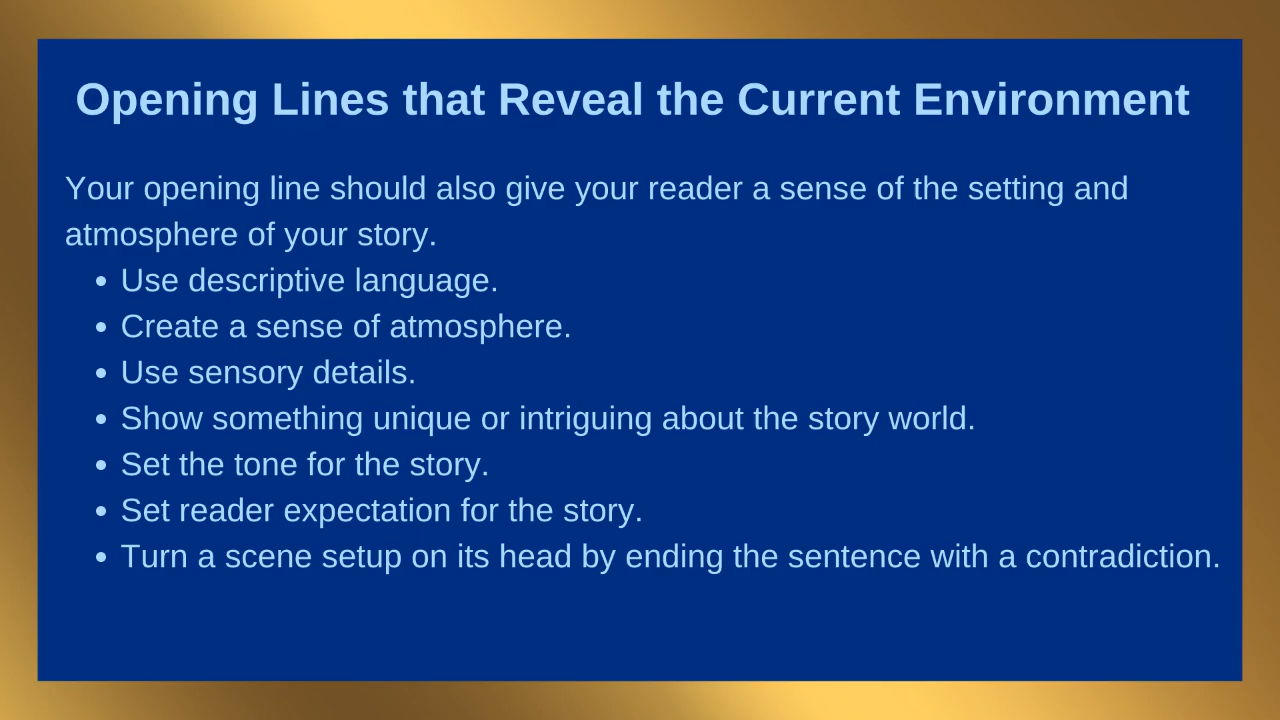 Opening Lines that Reveal the Current Environment
Your opening line should also give your reader a sense of the setting and
atmosphere of your story.
• Use descriptive language.
• Create a sense of atmosphere.
• Use sensory details.
• Show something unique or intriguing about the story world.
• Set the tone for the story.
• Set reader expectation for the story.
• Turn a scene setup on its head by ending the sentence with a contradiction.